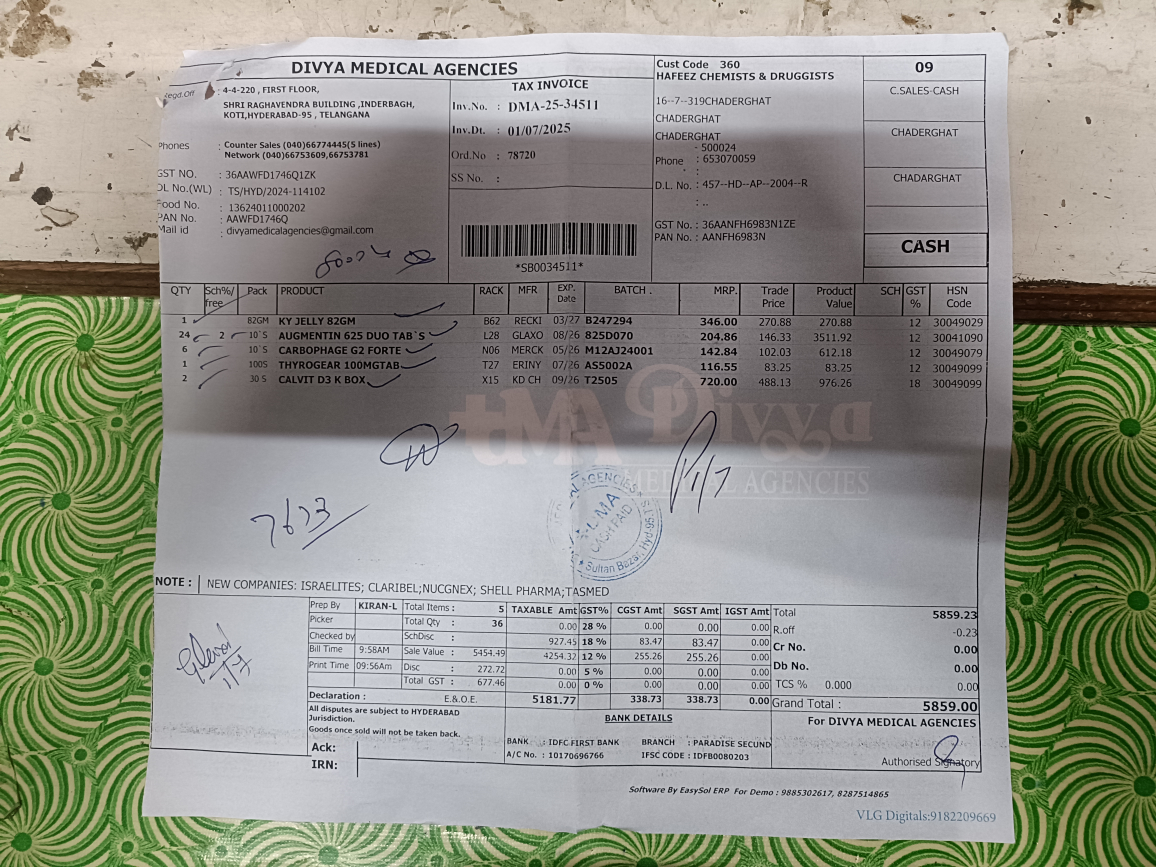 DIVYA MEDICAL AGENCIES
Regd.Off : 4-4-220 , FIRST FLOOR,
SHRI RAGHAVENDRA BUILDING ,INDERBAGH,
KOTI,HYDERABAD-95 , TELANGANA
Phones : Counter Sales (040)66774445(5 lines)
Network (040)66753609,66753781
GST NO. : 36AAWFD1746Q1ZK
DL No.(WL) : TS/HYD/2024-114102
Food No. : 13624011000202
PAN No. : AAWFD1746Q
Mail id : divyamedicalagencies@gmail.com
TAX INVOICE
Inv.No. : DMA-25-34511
Inv.Dt. : 01/07/2025
Ord.No : 78720
SS No. :
*SB0034511*
Cust Code 360
HAFEEZ CHEMISTS & DRUGGISTS
16--7--319CHADERGHAT
CHADERGHAT
CHADERGHAT
- 500024
Phone : 653070059
:
D.L. No. : 457--HD--AP--2004--R
: ..
GST No. : 36AANFH6983N1ZE
PAN No. : AANFH6983N
09
C.SALES-CASH
CHADERGHAT
CHADARGHAT
CASH
QTY Sch%/free Pack PRODUCT RACK MFR EXP. Date BATCH . MRP. Trade Price Product Value SCH GST % HSN Code
1 82GM KY JELLY 82GM B62 RECKI 03/27 B247294 346.00 270.88 270.88 12 30049029
24 2 10`S AUGMENTIN 625 DUO TAB`S L28 GLAXO 08/26 825D070 204.86 146.33 3511.92 12 30041090
6 10`S CARBOPHAGE G2 FORTE N06 MERCK 05/26 M12AJ24001 142.84 102.03 612.18 12 30049079
1 100S THYROGEAR 100MGTAB T27 ERINY 07/26 AS5002A 116.55 83.25 83.25 12 30049099
2 30 S CALVIT D3 K BOX X15 KD CH 09/26 T2505 720.00 488.13 976.26 18 30049099
Divya
MEDICAL AGENCIES
7673
AGENCIES
CASH PAID
Sultan Bazar, Hyd-95
NOTE : NEW COMPANIES: ISRAELITES; CLARIBEL;NUCGNEX; SHELL PHARMA;TASMED
Prep By KIRAN-L Total Items : 5 TAXABLE Amt GST% CGST Amt SGST Amt IGST Amt Total 5859.23
Picker Total Qty : 36 0.00 28 % 0.00 0.00 0.00 R.off -0.23
Checked by SchDisc : 927.45 18 % 83.47 83.47 0.00 Cr No. 0.00
Bill Time 9:58AM Sale Value : 5454.49 4254.32 12 % 255.26 255.26 0.00 Db No. 0.00
Print Time 09:56Am Disc : 272.72 0.00 5 % 0.00 0.00 0.00 TCS % 0.000 0.00
Total GST : 677.46 0.00 0 % 0.00 0.00 0.00
Declaration : E.&.O.E. 5181.77 338.73 338.73 0.00 Grand Total : 5859.00
All disputes are subject to HYDERABAD
Jurisdiction.
Goods once sold will not be taken back.
BANK DETAILS
BANK : IDFC FIRST BANK BRANCH : PARADISE SECUND
A/C No. : 10170696766 IFSC CODE : IDFB0080203
For DIVYA MEDICAL AGENCIES
Authorised Signatory
Ack:
IRN:
Software By EasySol ERP For Demo : 9885302617, 8287514865
VLG Digitals:9182209669